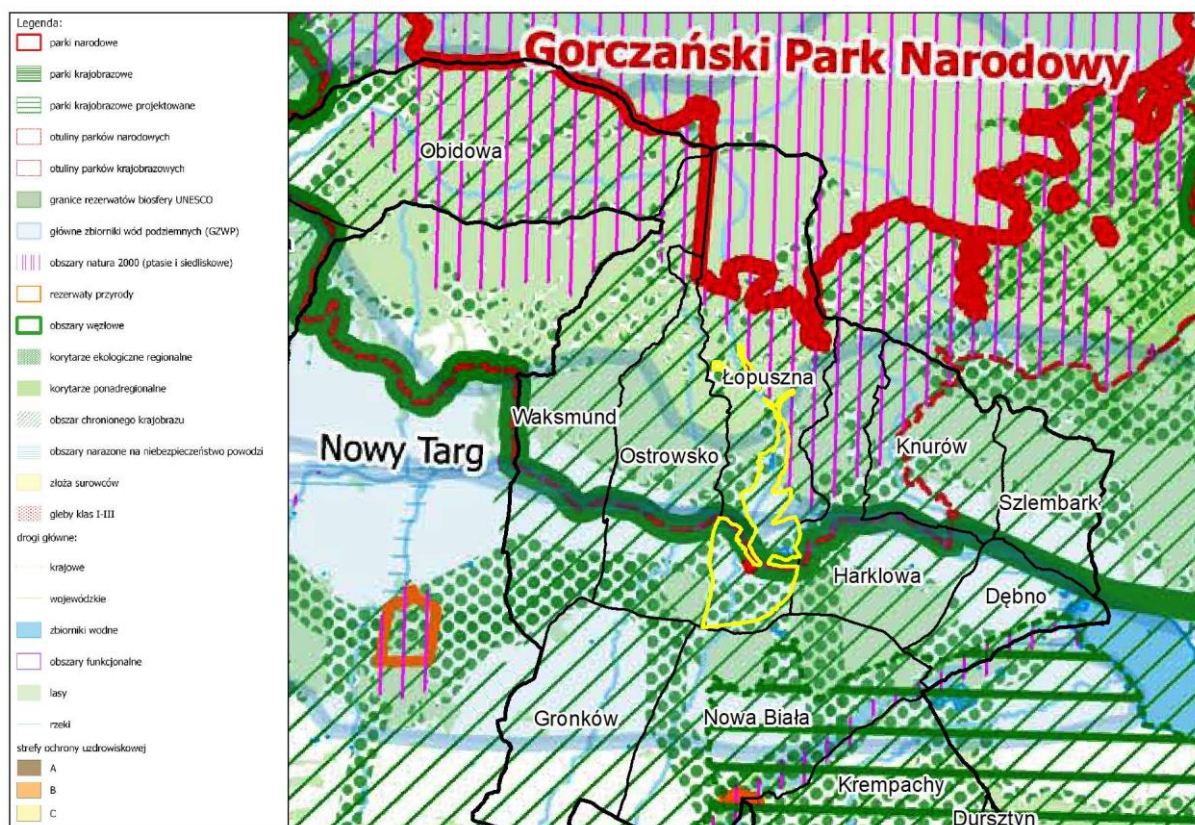 Legenda:
parki narodowe
parki krajobrazowe
parki krajobrazowe projektowane
otuliny parków narodowych
otuliny parków krajobrazowych
granice rezerwatów biosfery UNESCO
główne zbiorniki wód podziemnych (GZWP)
obszary natura 2000 (ptasie i siedliskowe)
rezerwaty przyrody
obszary węzłowe
korytarze ekologiczne regionalne
korytarze ponadregionalne
obszar chronionego krajobrazu
obszary narazone na niebezpieczeństwo powodzi
złoża surowców
gleby klas I-III
drogi główne:
krajowe
wojewódzkie
zbiorniki wodne
obszary funkcjonalne
lasy
rzeki
strefy ochrony uzdrowiskowej
A
B
C
Gorczański Park Narodowy
Obidowa
Łopuszna
Waksmund
Nowy Targ
Ostrowsko
Knurów
Szlembark
Harklowa
Dębno
Gronków
Nowa Biała
Krempachy
Dursztyn